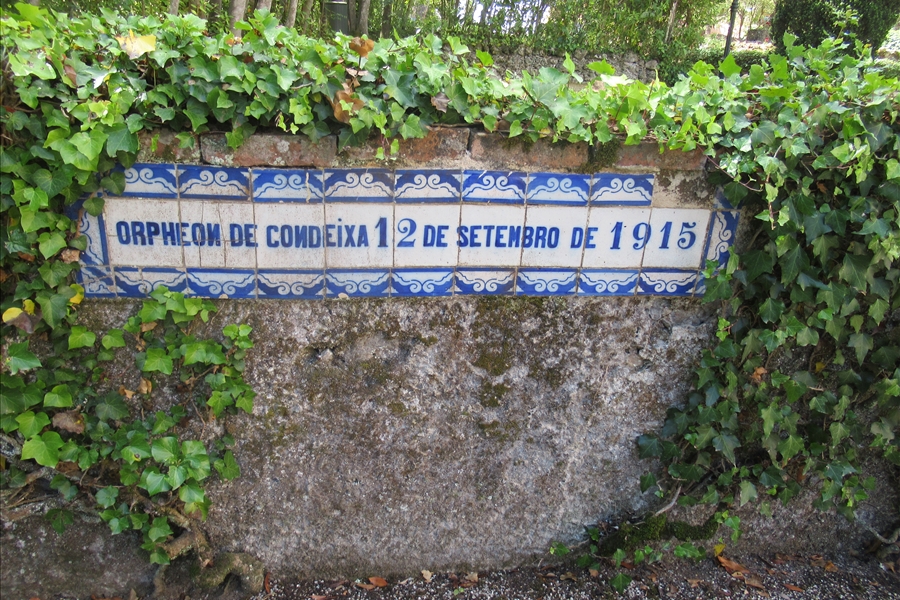 ORPHEON DE CONDEIXA 12 DE SETEMBRO DE 1915